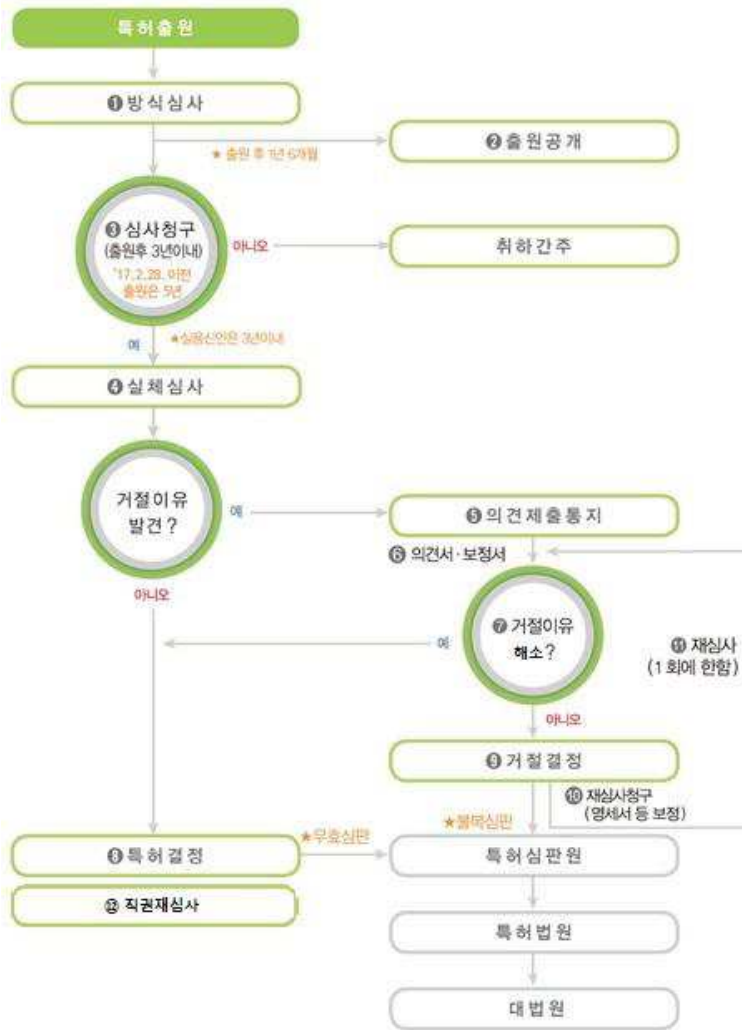 특허출원
❶ 방식심사
★ 출원 후 1년 6개월
❷ 출원공개
❸ 심사청구
(출원후 3년이내)
'17.2.28. 이전
출원은 5년
아니오
취하간주
예
★실용신안은 3년이내
❹ 실체심사
거절이유
발견?
예
❺ 의견제출통지
❻ 의견서·보정서
아니오
❼ 거절이유
해소?
예
⓫ 재심사
(1회에 한함)
아니오
❾ 거절결정
❿ 재심사청구
(명세서 등 보정)
★불복심판
❽ 특허결정
★무효심판
특허심판원
⑫ 직권재심사
특허법원
대법원